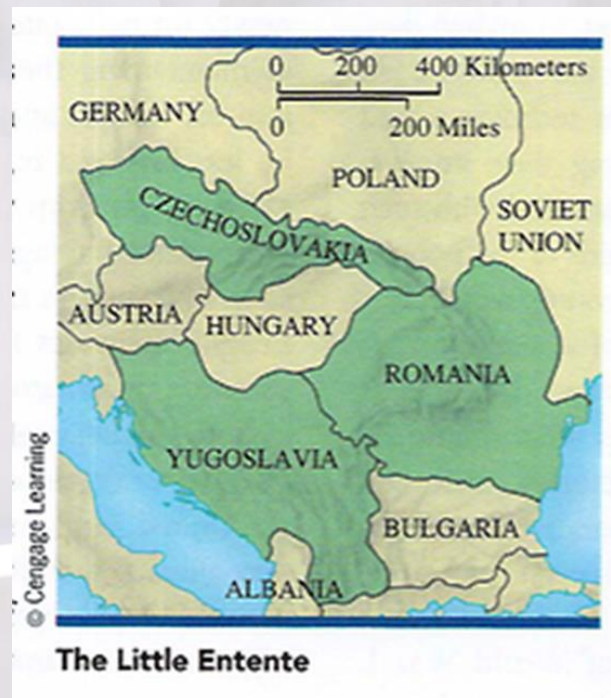 0 200 400 Kilometers
0 200 Miles
GERMANY
POLAND
CZECHOSLOVAKIA
SOVIET
UNION
AUSTRIA
HUNGARY
ROMANIA
YUGOSLAVIA
BULGARIA
ALBANIA
© Cengage Learning
The Little Entente